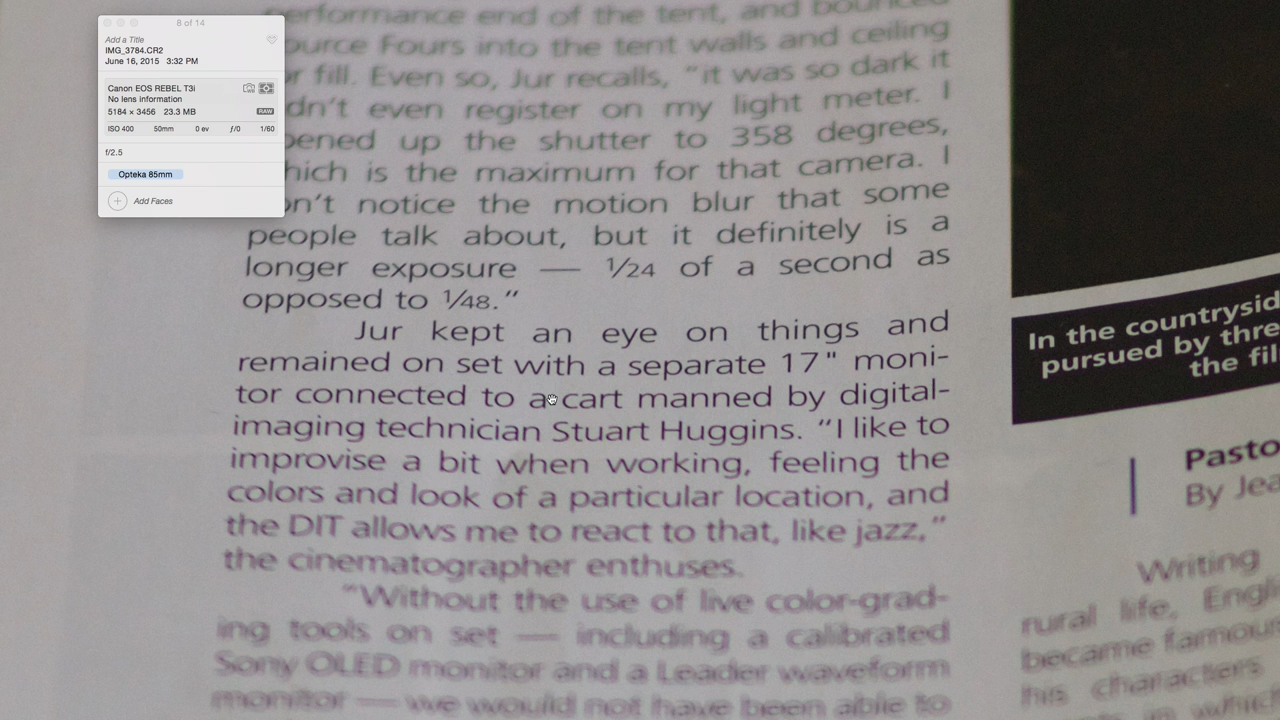 8 of 14
Add a Title
IMG_3784.CR2
June 16, 2015 3:32 PM
Canon EOS REBEL T3i
No lens information
5184 × 3456 23.3 MB
RAW
ISO 400 50mm 0 ev ƒ/0 1/60
f/2.5
Opteka 85mm
Add Faces
performance end of the tent, and bounced
ource Fours into the tent walls and ceiling
r fill. Even so, Jur recalls, “it was so dark it
dn’t even register on my light meter. I
pened up the shutter to 358 degrees,
hich is the maximum for that camera. I
on’t notice the motion blur that some
people talk about, but it definitely is a
longer exposure — 1/24 of a second as
opposed to 1/48.”
Jur kept an eye on things and
remained on set with a separate 17" moni-
tor connected to a cart manned by digital-
imaging technician Stuart Huggins. “I like to
improvise a bit when working, feeling the
colors and look of a particular location, and
the DIT allows me to react to that, like jazz,”
the cinematographer enthuses.
“Without the use of live color-grad-
ing tools on set — including a calibrated
Sony OLED monitor and a Leader waveform
monitor — we would not have been able to
In the countrysid
pursued by thre
the fil
Pasto
By Jea
Writing
rural life, Engli
became famous
his characters
in which